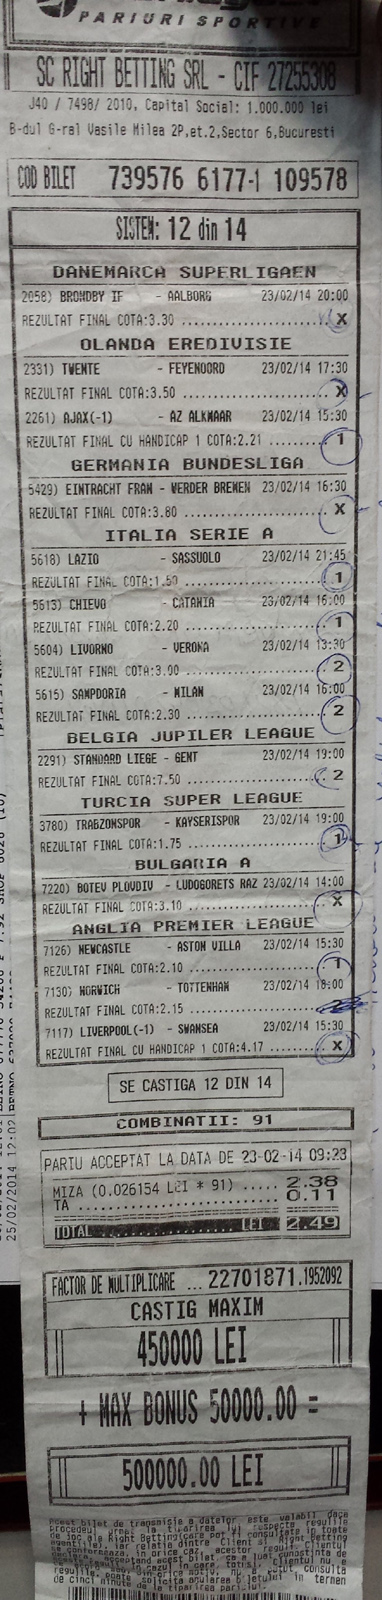 PARIURI SPORTIVE
SC RIGHT BETTING SRL - CIF 27255308
J40 / 7498/ 2010, Capital Social: 1.000.000 lei
B-dul G-ral Vasile Milea 2P,et.2,Sector 6,Bucuresti
COD BILET 739576 6177-1 109578
SISTEM: 12 din 14
DANEMARCA SUPERLIGAEN
2058) BRONDBY IF - AALBORG 23/02/14 20:00
REZULTAT FINAL COTA:3.30 ................ X
OLANDA EREDIVISIE
2331) TWENTE - FEYENOORD 23/02/14 17:30
REZULTAT FINAL COTA:3.50 ................ X
2261) AJAX(-1) - AZ ALKMAAR 23/02/14 15:30
REZULTAT FINAL CU HANDICAP 1 COTA:2.21 ........ 1
GERMANIA BUNDESLIGA
5429) EINTRACHT FRAN - WERDER BREMEN 23/02/14 16:30
REZULTAT FINAL COTA:3.80 ................ X
ITALIA SERIE A
5618) LAZIO - SASSUOLO 23/02/14 21:45
REZULTAT FINAL COTA:1.50 ................ 1
5613) CHIEVO - CATANIA 23/02/14 16:00
REZULTAT FINAL COTA:2.20 ................ 1
5604) LIVORNO - VERONA 23/02/14 13:30
REZULTAT FINAL COTA:3.00 ................ 2
5615) SAMPDORIA - MILAN 23/02/14 16:00
REZULTAT FINAL COTA:2.30 ................ 2
BELGIA JUPILER LEAGUE
2291) STANDARD LIEGE - GENT 23/02/14 19:00
REZULTAT FINAL COTA:7.50 ................ 2
TURCIA SUPER LEAGUE
3780) TRABZONSPOR - KAYSERISPOR 23/02/14 19:00
REZULTAT FINAL COTA:1.75 ................ 1
BULGARIA A
7220) BOTEV PLOVDIV - LUDOGORETS RAZ 23/02/14 14:00
REZULTAT FINAL COTA:3.10 ................ X
ANGLIA PREMIER LEAGUE
7126) NEWCASTLE - ASTON VILLA 23/02/14 15:30
REZULTAT FINAL COTA:2.10 ................ 1
7130) NORWICH - TOTTENHAM 23/02/14 18:00
REZULTAT FINAL COTA:2.15 ................
7117) LIVERPOOL(-1) - SWANSEA 23/02/14 15:30
REZULTAT FINAL CU HANDICAP 1 COTA:4.17 ........ X
SE CASTIGA 12 DIN 14
COMBINATII: 91
PARIU ACCEPTAT LA DATA DE 23-02-14 09:23
MIZA (0.026154 LEI * 91) ..... 2.38
TA ........................... 0.11
TOTAL .................... LEI 2.49
FACTOR DE MULTIPLICARE ... 22701871.1952092
CASTIG MAXIM
450000 LEI
+ MAX BONUS 50000.00 =
500000.00 LEI